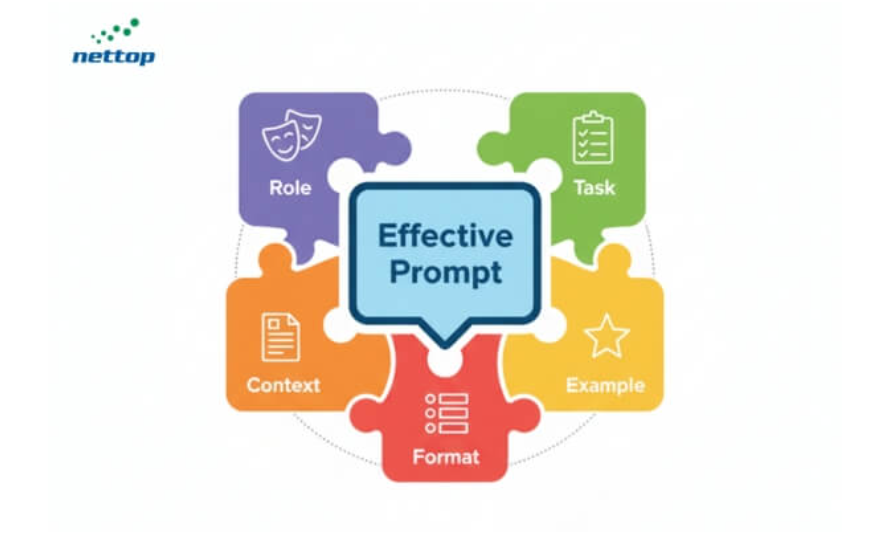 nettop
Role
Task
Effective
Prompt
Context
Example
Format